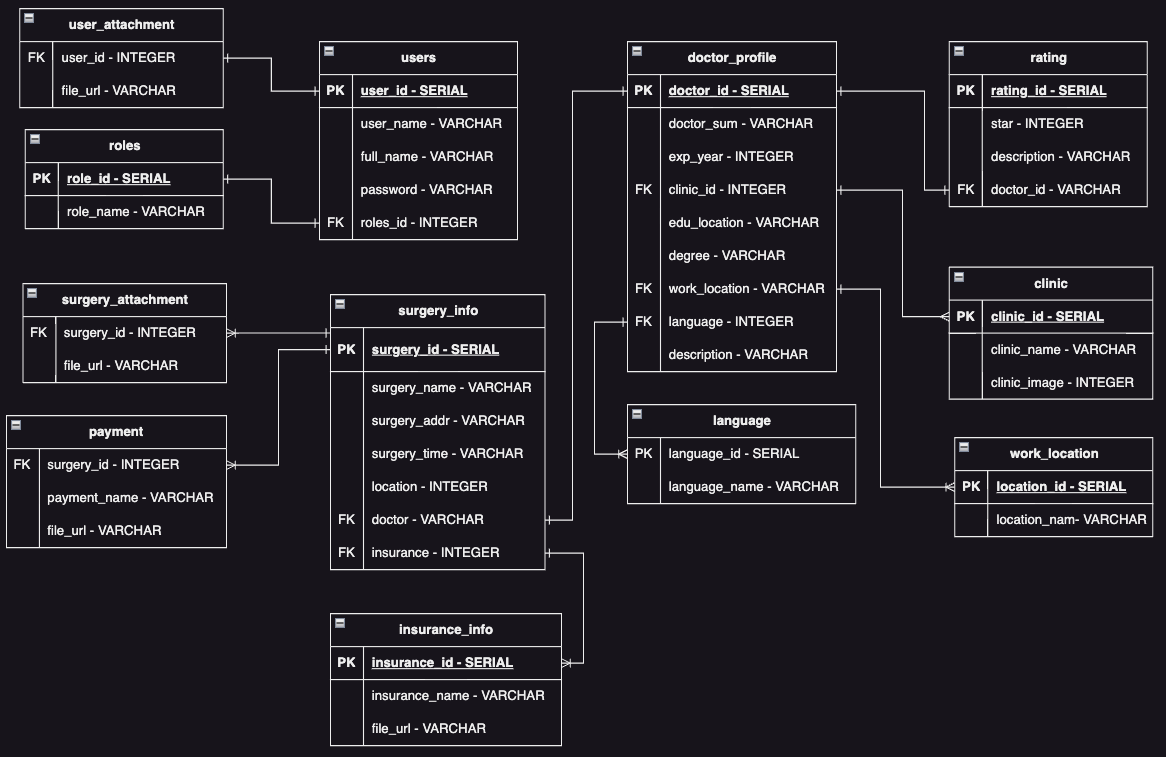 user_attachment
FK user_id - INTEGER
file_url - VARCHAR
roles
PK role_id - SERIAL
role_name - VARCHAR
users
PK user_id - SERIAL
user_name - VARCHAR
full_name - VARCHAR
password - VARCHAR
FK roles_id - INTEGER
doctor_profile
PK doctor_id - SERIAL
doctor_sum - VARCHAR
exp_year - INTEGER
FK clinic_id - INTEGER
edu_location - VARCHAR
degree - VARCHAR
FK work_location - VARCHAR
FK language - INTEGER
description - VARCHAR
rating
PK rating_id - SERIAL
star - INTEGER
description - VARCHAR
FK doctor_id - VARCHAR
clinic
PK clinic_id - SERIAL
clinic_name - VARCHAR
clinic_image - INTEGER
surgery_attachment
FK surgery_id - INTEGER
file_url - VARCHAR
payment
FK surgery_id - INTEGER
payment_name - VARCHAR
file_url - VARCHAR
surgery_info
PK surgery_id - SERIAL
surgery_name - VARCHAR
surgery_addr - VARCHAR
surgery_time - VARCHAR
location - INTEGER
FK doctor - VARCHAR
FK insurance - INTEGER
language
PK language_id - SERIAL
language_name - VARCHAR
work_location
PK location_id - SERIAL
location_nam- VARCHAR
insurance_info
PK insurance_id - SERIAL
insurance_name - VARCHAR
file_url - VARCHAR